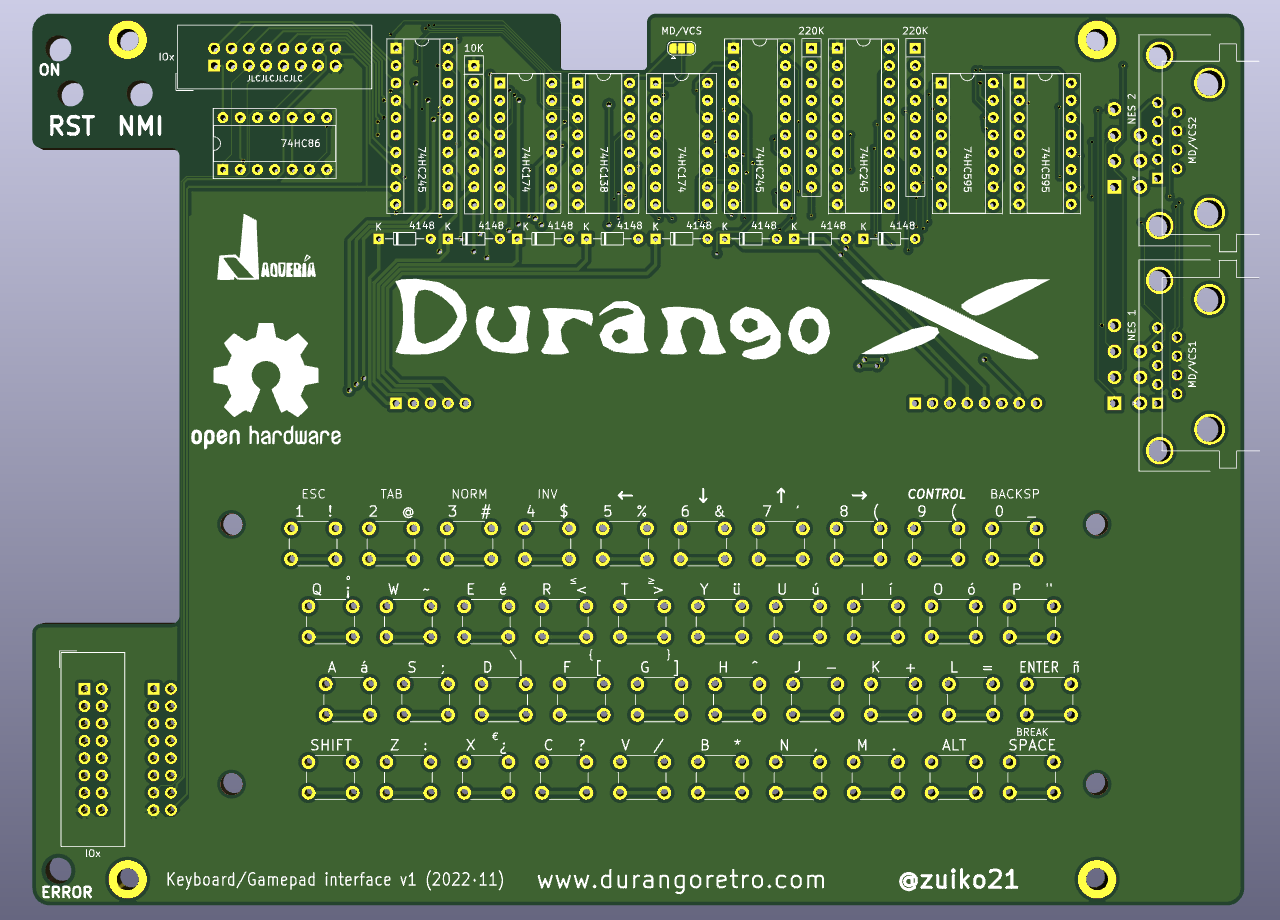 MD/VCS
220K
220K
10K
10x
JLCJLCJLCJLC
ON
RST NMI
74HC86
74HC245
74HC174
74HC138
74HC174
74HC245
74HC245
74HC595
74HC595
NES 2
MD/VCS2
K 4148
K 4148
K 4148
K 4148
K 4148
K 4148
K 4148
K 4148
JAQUERÍA
Durango X
NES 1
MD/VCS1
open hardware
ESC TAB NORM INV ← ↓ ↑ → CONTROL BACKSP
1 ! 2 @ 3 # 4 $ 5 % 6 & 7 ' 8 ( 9 ( 0 _
° ≤ ≥
Q ¡ W ~ E é R < T > Y ü U ú I í O ó P "
\ { }
A á S ; D | F [ G ] H ^ J — K + L = ENTER ñ
€ BREAK
SHIFT Z : X ¿ C ? V / B * N , M . ALT SPACE
10x
ERROR
Keyboard/Gamepad interface v1 (2022·11)
www.durangoretro.com
@zuiko21